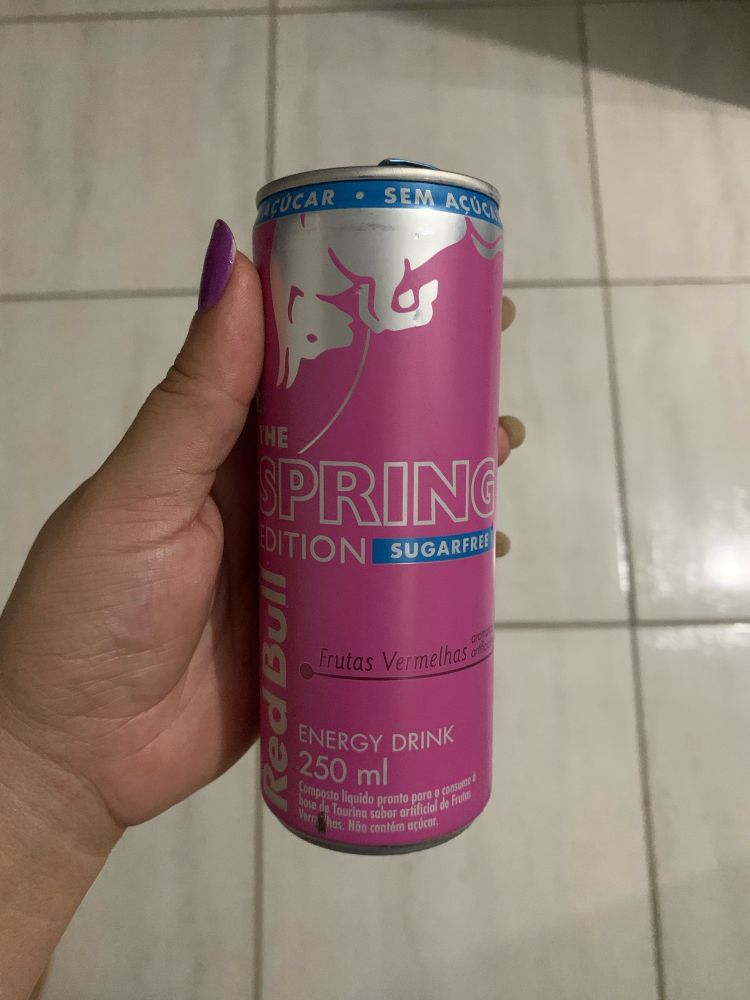 AÇÚCAR • SEM AÇÚCA
THE
SPRING
EDITION SUGARFREE
Red Bull
Frutas Vermelhas
ENERGY DRINK
250 ml
Composto líquido pronto para o consumo à
base de Taurina sabor artificial de Frutas
Vermelhas. Não contém açúcar.